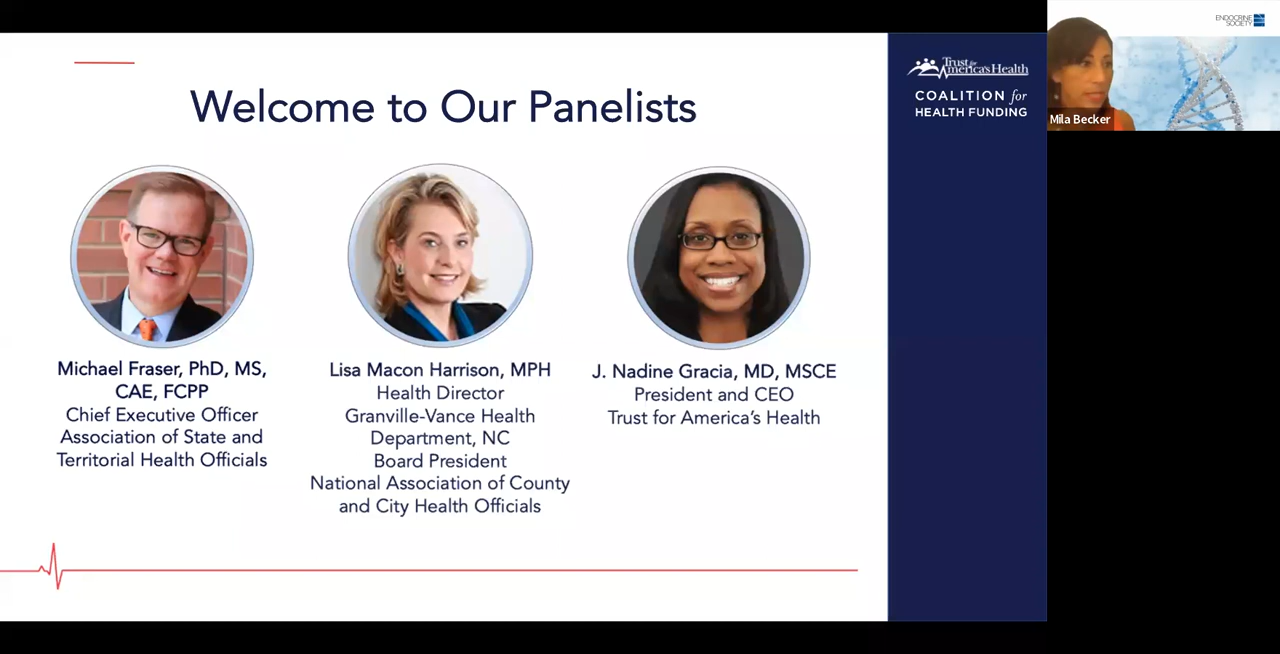 Welcome to Our Panelists
Michael Fraser, PhD, MS,
CAE, FCPP
Chief Executive Officer
Association of State and
Territorial Health Officials
Lisa Macon Harrison, MPH
Health Director
Granville-Vance Health
Department, NC
Board President
National Association of County
and City Health Officials
J. Nadine Gracia, MD, MSCE
President and CEO
Trust for America’s Health
Trust for
America's Health
COALITION for
HEALTH FUNDING
ENDOCRINE
SOCIETY
Mila Becker